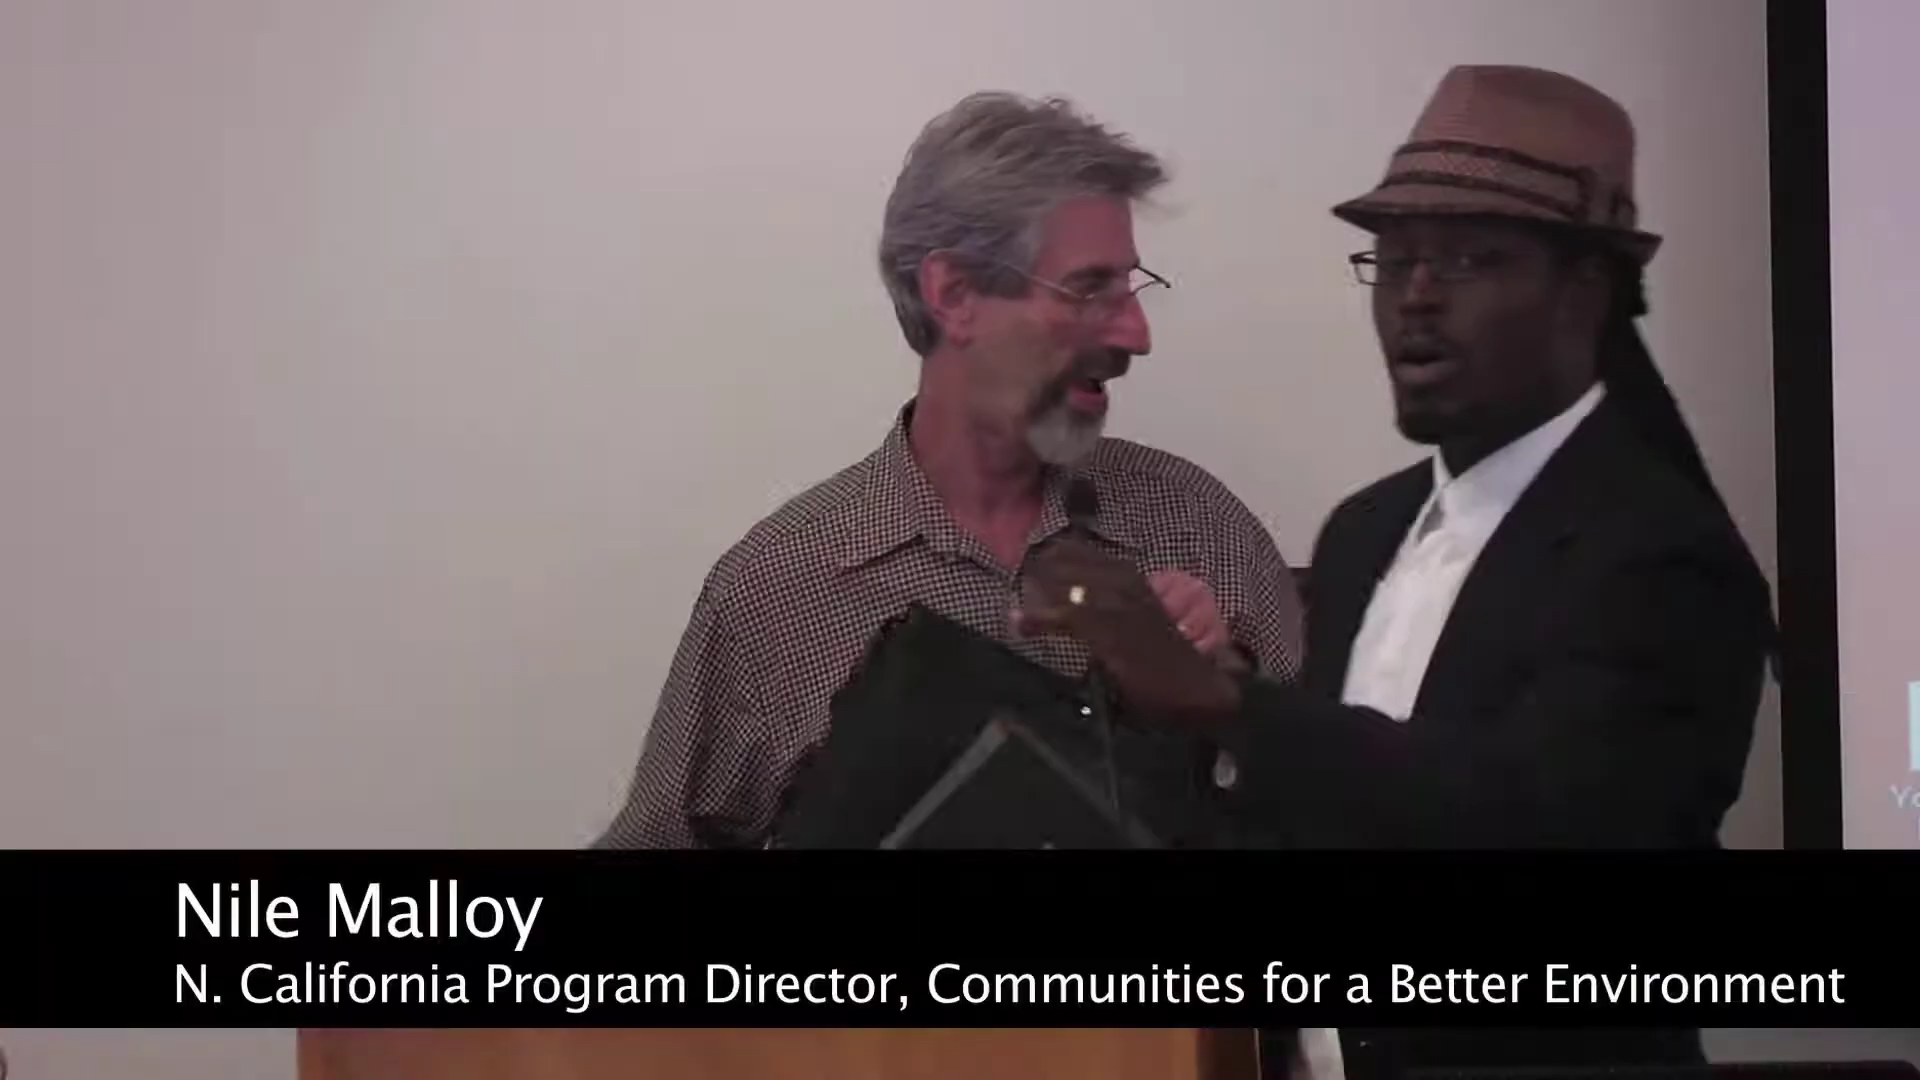 Nile Malloy
N. California Program Director, Communities for a Better Environment